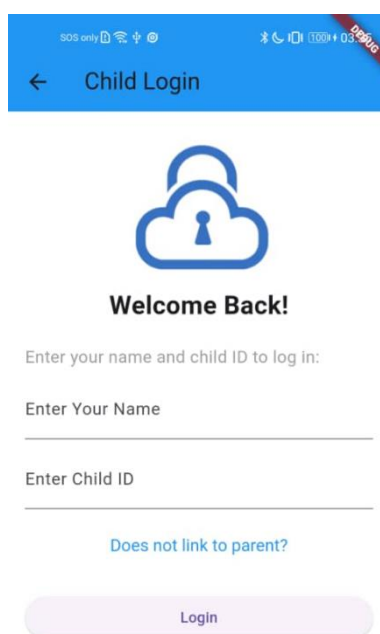 SOS only
100
Child Login
DEBUG
Welcome Back!
Enter your name and child ID to log in:
Enter Your Name
Enter Child ID
Does not link to parent?
Login